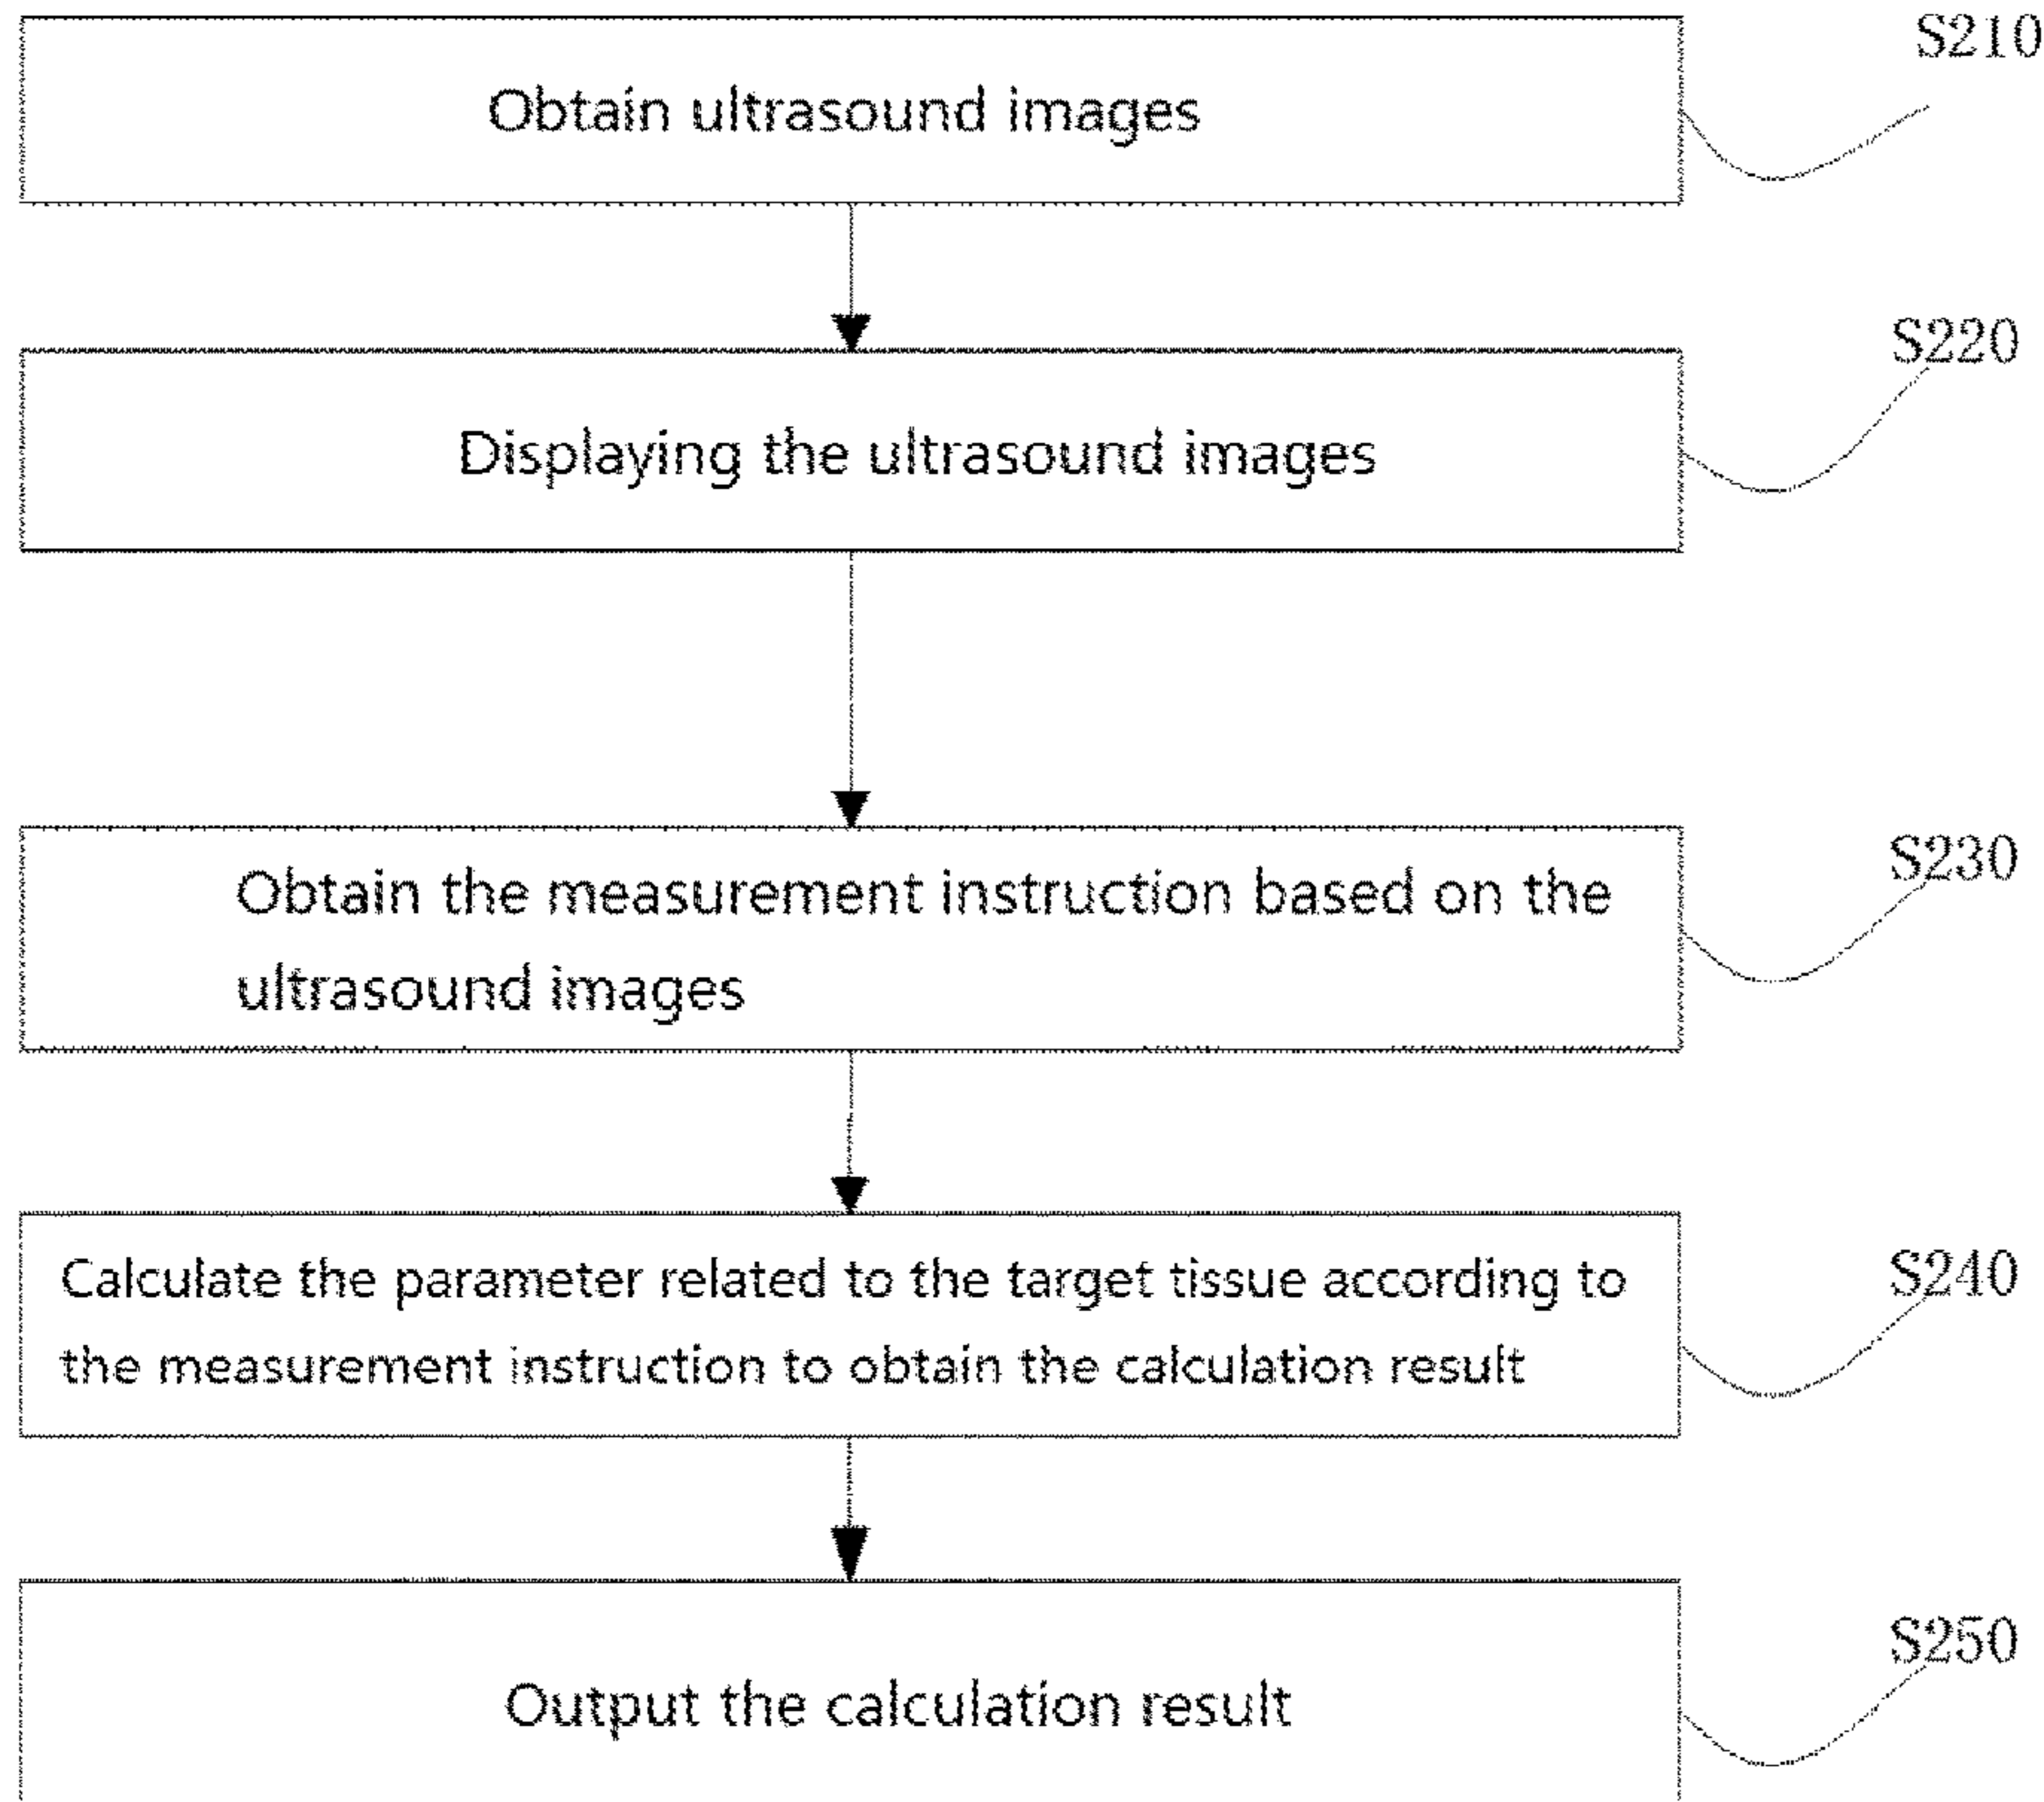 S210
Obtain ultrasound images
S220
Displaying the ultrasound images
S230
Obtain the measurement instruction based on the
ultrasound images
S240
Calculate the parameter related to the target tissue according to
the measurement instruction to obtain the calculation result
S250
Output the calculation result